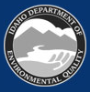 IDAHO DEPARTMENT OF
ENVIRONMENTAL QUALITY